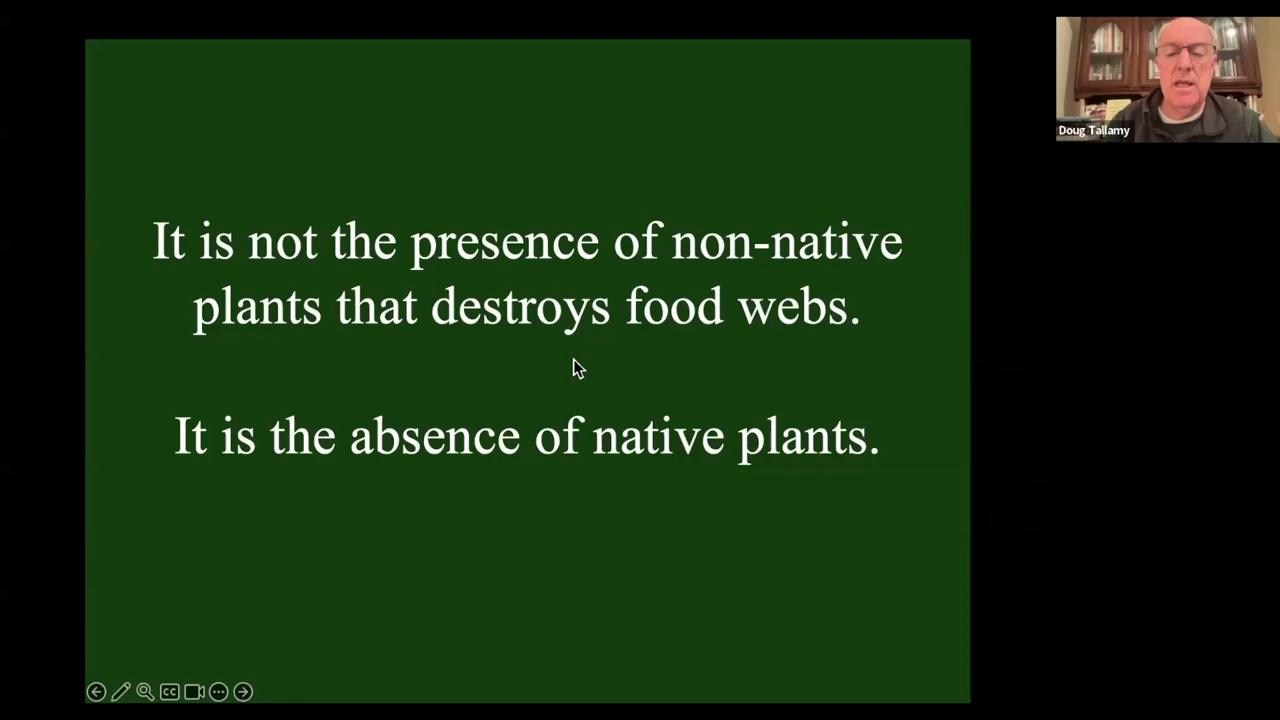 It is not the presence of non-native
plants that destroys food webs.
It is the absence of native plants.
Doug Tallamy
CC